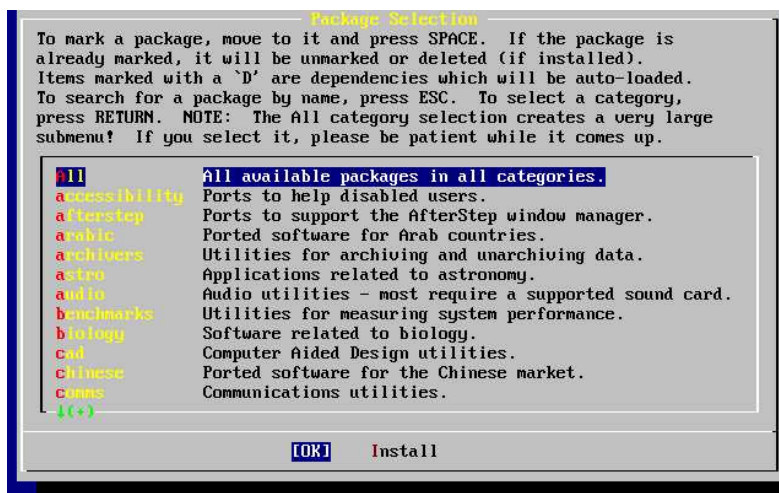 Package Selection
To mark a package, move to it and press SPACE.  If the package is
already marked, it will be unmarked or deleted (if installed).
Items marked with a `D' are dependencies which will be auto-loaded.
To search for a package by name, press ESC.  To select a category,
press RETURN.  NOTE:  The All category selection creates a very large
submenu!  If you select it, please be patient while it comes up.
All All available packages in all categories.
accessibility Ports to help disabled users.
afterstep Ports to support the AfterStep window manager.
arabic Ported software for Arab countries.
archivers Utilities for archiving and unarchiving data.
astro Applications related to astronomy.
audio Audio utilities - most require a supported sound card.
benchmarks Utilities for measuring system performance.
biology Software related to biology.
cad Computer Aided Design utilities.
chinese Ported software for the Chinese market.
comms Communications utilities.
↓(+)
[OK] Install